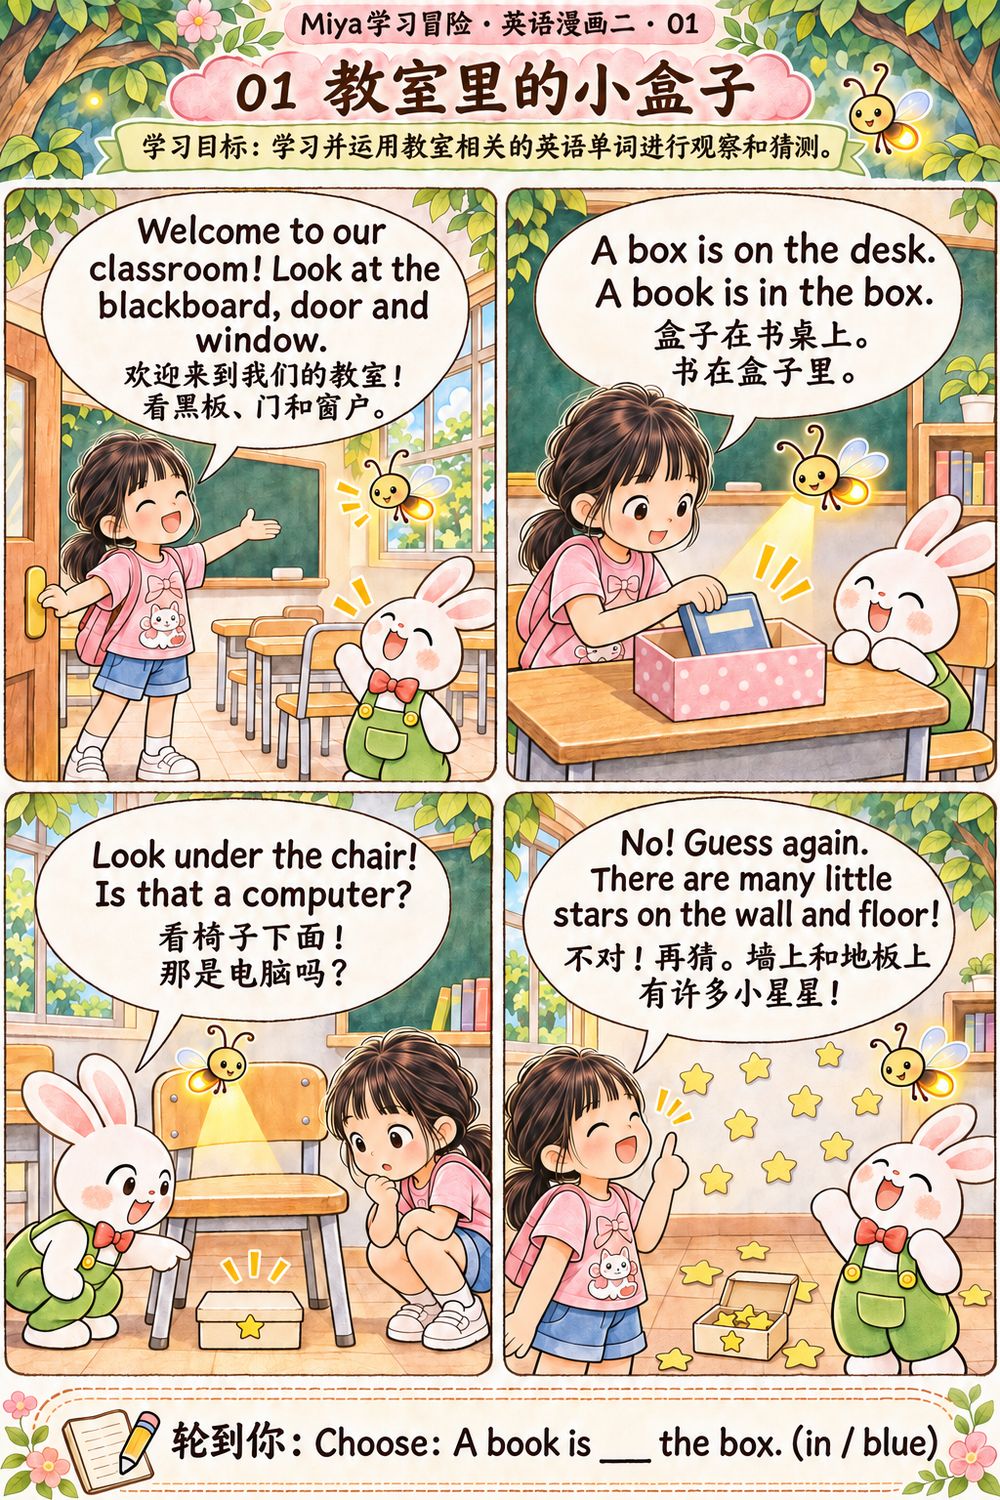 Miya学习冒险·英语漫画二·01
01 教室里的小盒子
学习目标：学习并运用教室相关的英语单词进行观察和猜测。
Welcome to our
classroom! Look at the
blackboard, door and
window.
欢迎来到我们的教室！
看黑板、门和窗户。
A box is on the desk.
A book is in the box.
盒子在书桌上。
书在盒子里。
Look under the chair!
Is that a computer?
看椅子下面！
那是电脑吗？
No! Guess again.
There are many little
stars on the wall and floor!
不对！再猜。墙上和地板上
有许多小星星！
轮到你：Choose: A book is ___ the box. (in / blue)